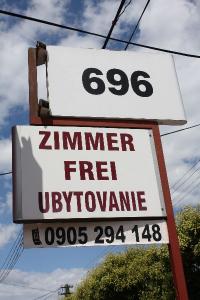 696
ZIMMER
FREI
UBYTOVANIE
0905 294 148